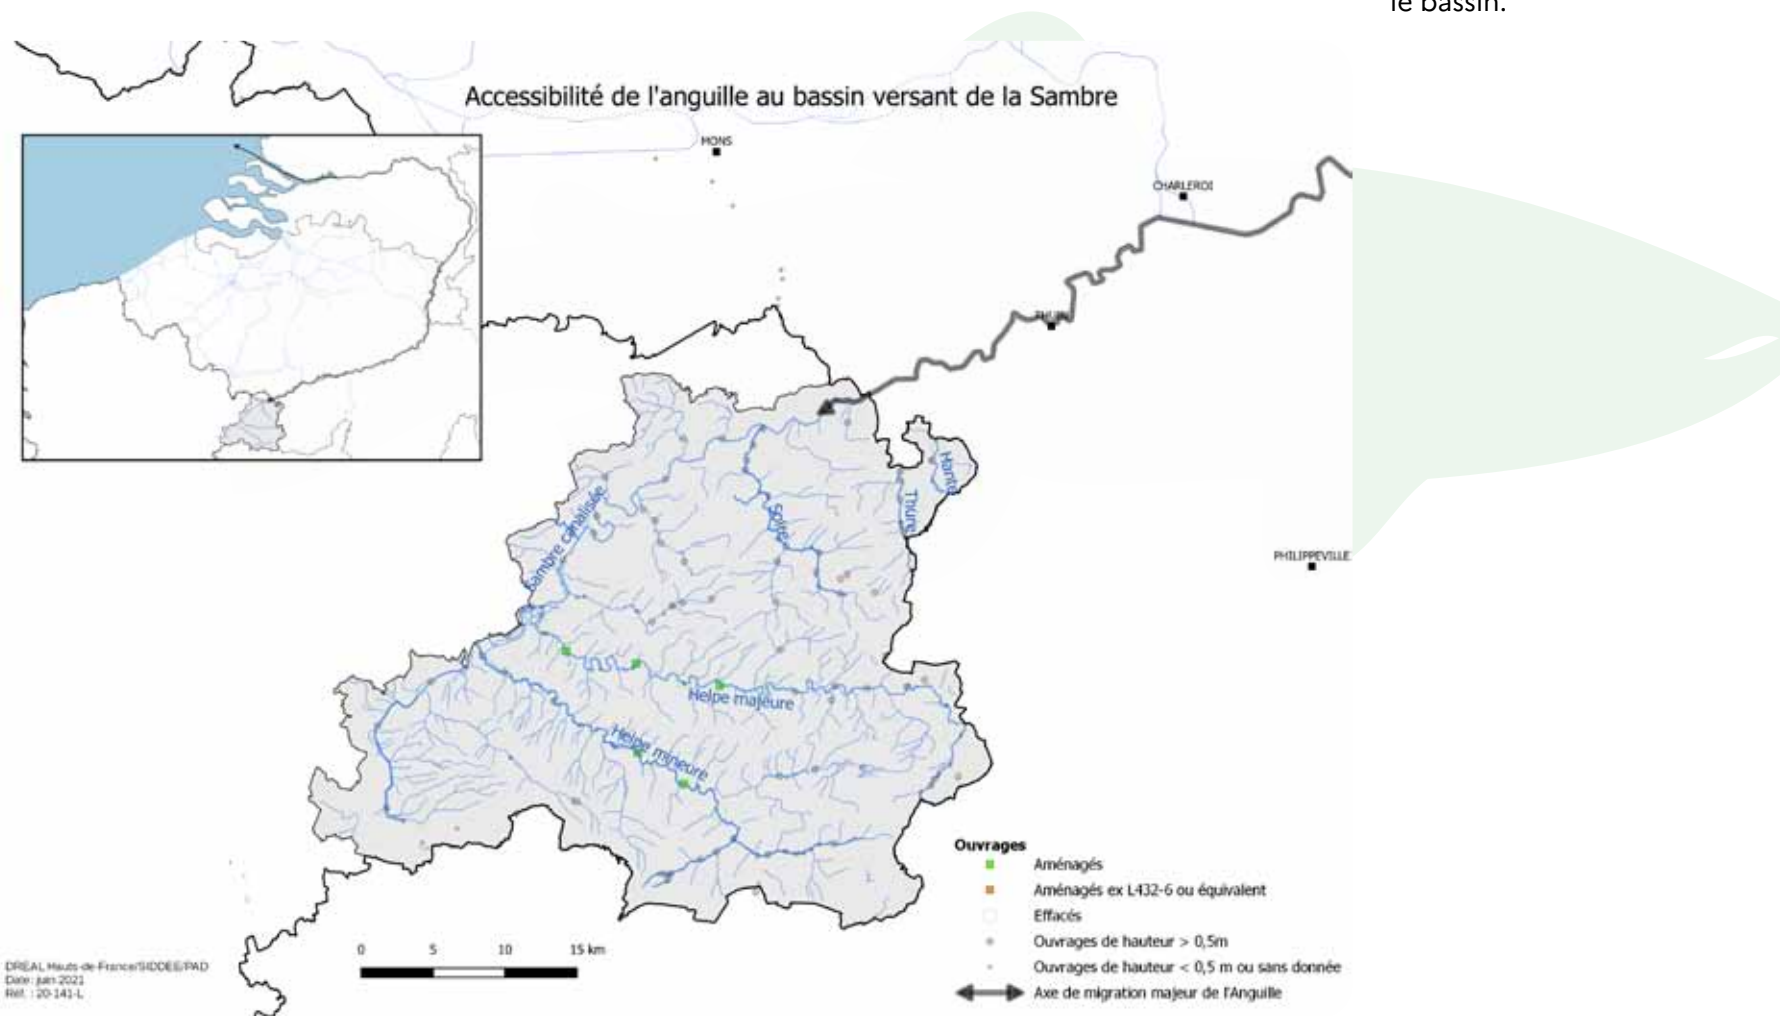 le bassin.
Accessibilité de l'anguille au bassin versant de la Sambre
MONS
CHARLEROI
THUIN
Hante
Thure
Solre
Sambre canalisée
PHILIPPEVILLE
Helpe majeure
Helpe mineure
Ouvrages
Aménagés
Aménagés ex L432-6 ou équivalent
Effacés
Ouvrages de hauteur > 0,5m
Ouvrages de hauteur < 0,5 m ou sans donnée
Axe de migration majeur de l'Anguille
0 5 10 15 km
DREAL Hauts-de-France/SIDDEE/PAD
Date : juin 2021
Réf. : 20-141-L